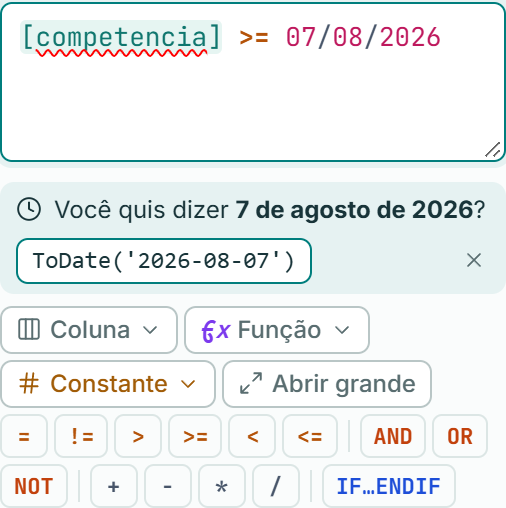 [competencia] >= 07/08/2026
Você quis dizer 7 de agosto de 2026?
ToDate('2026-08-07')
Coluna
Função
Constante
Abrir grande
= != > >= < <= AND OR
NOT + - * / IF…ENDIF